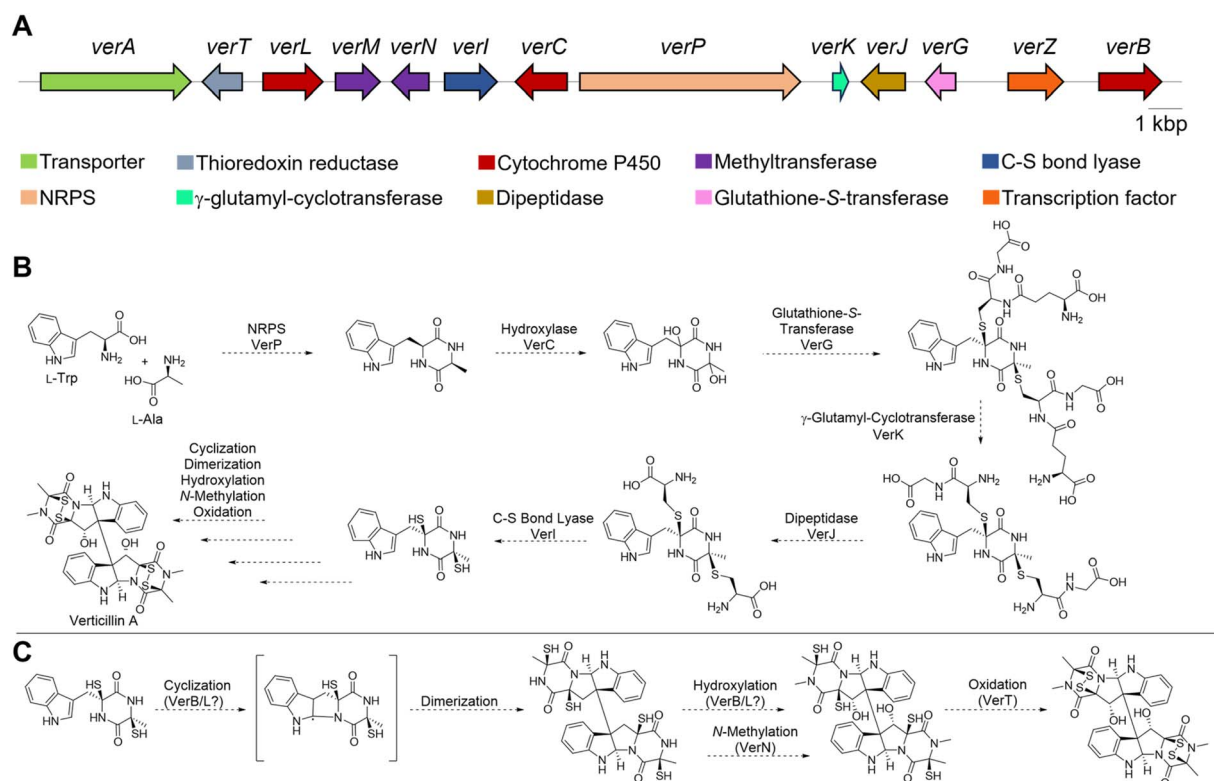 A
verA verT verL verM verN verI verC verP verK verJ verG verZ verB
1 kbp
Transporter Thioredoxin reductase Cytochrome P450 Methyltransferase C-S bond lyase
NRPS γ-glutamyl-cyclotransferase Dipeptidase Glutathione-S-transferase Transcription factor
B
L-Trp
+
L-Ala
NRPS
VerP
Hydroxylase
VerC
Glutathione-S-
Transferase
VerG
γ-Glutamyl-Cyclotransferase
VerK
Dipeptidase
VerJ
C-S Bond Lyase
VerI
Cyclization
Dimerization
Hydroxylation
N-Methylation
Oxidation
Verticillin A
C
Cyclization
(VerB/L?)
Dimerization
Hydroxylation
(VerB/L?)
N-Methylation
(VerN)
Oxidation
(VerT)